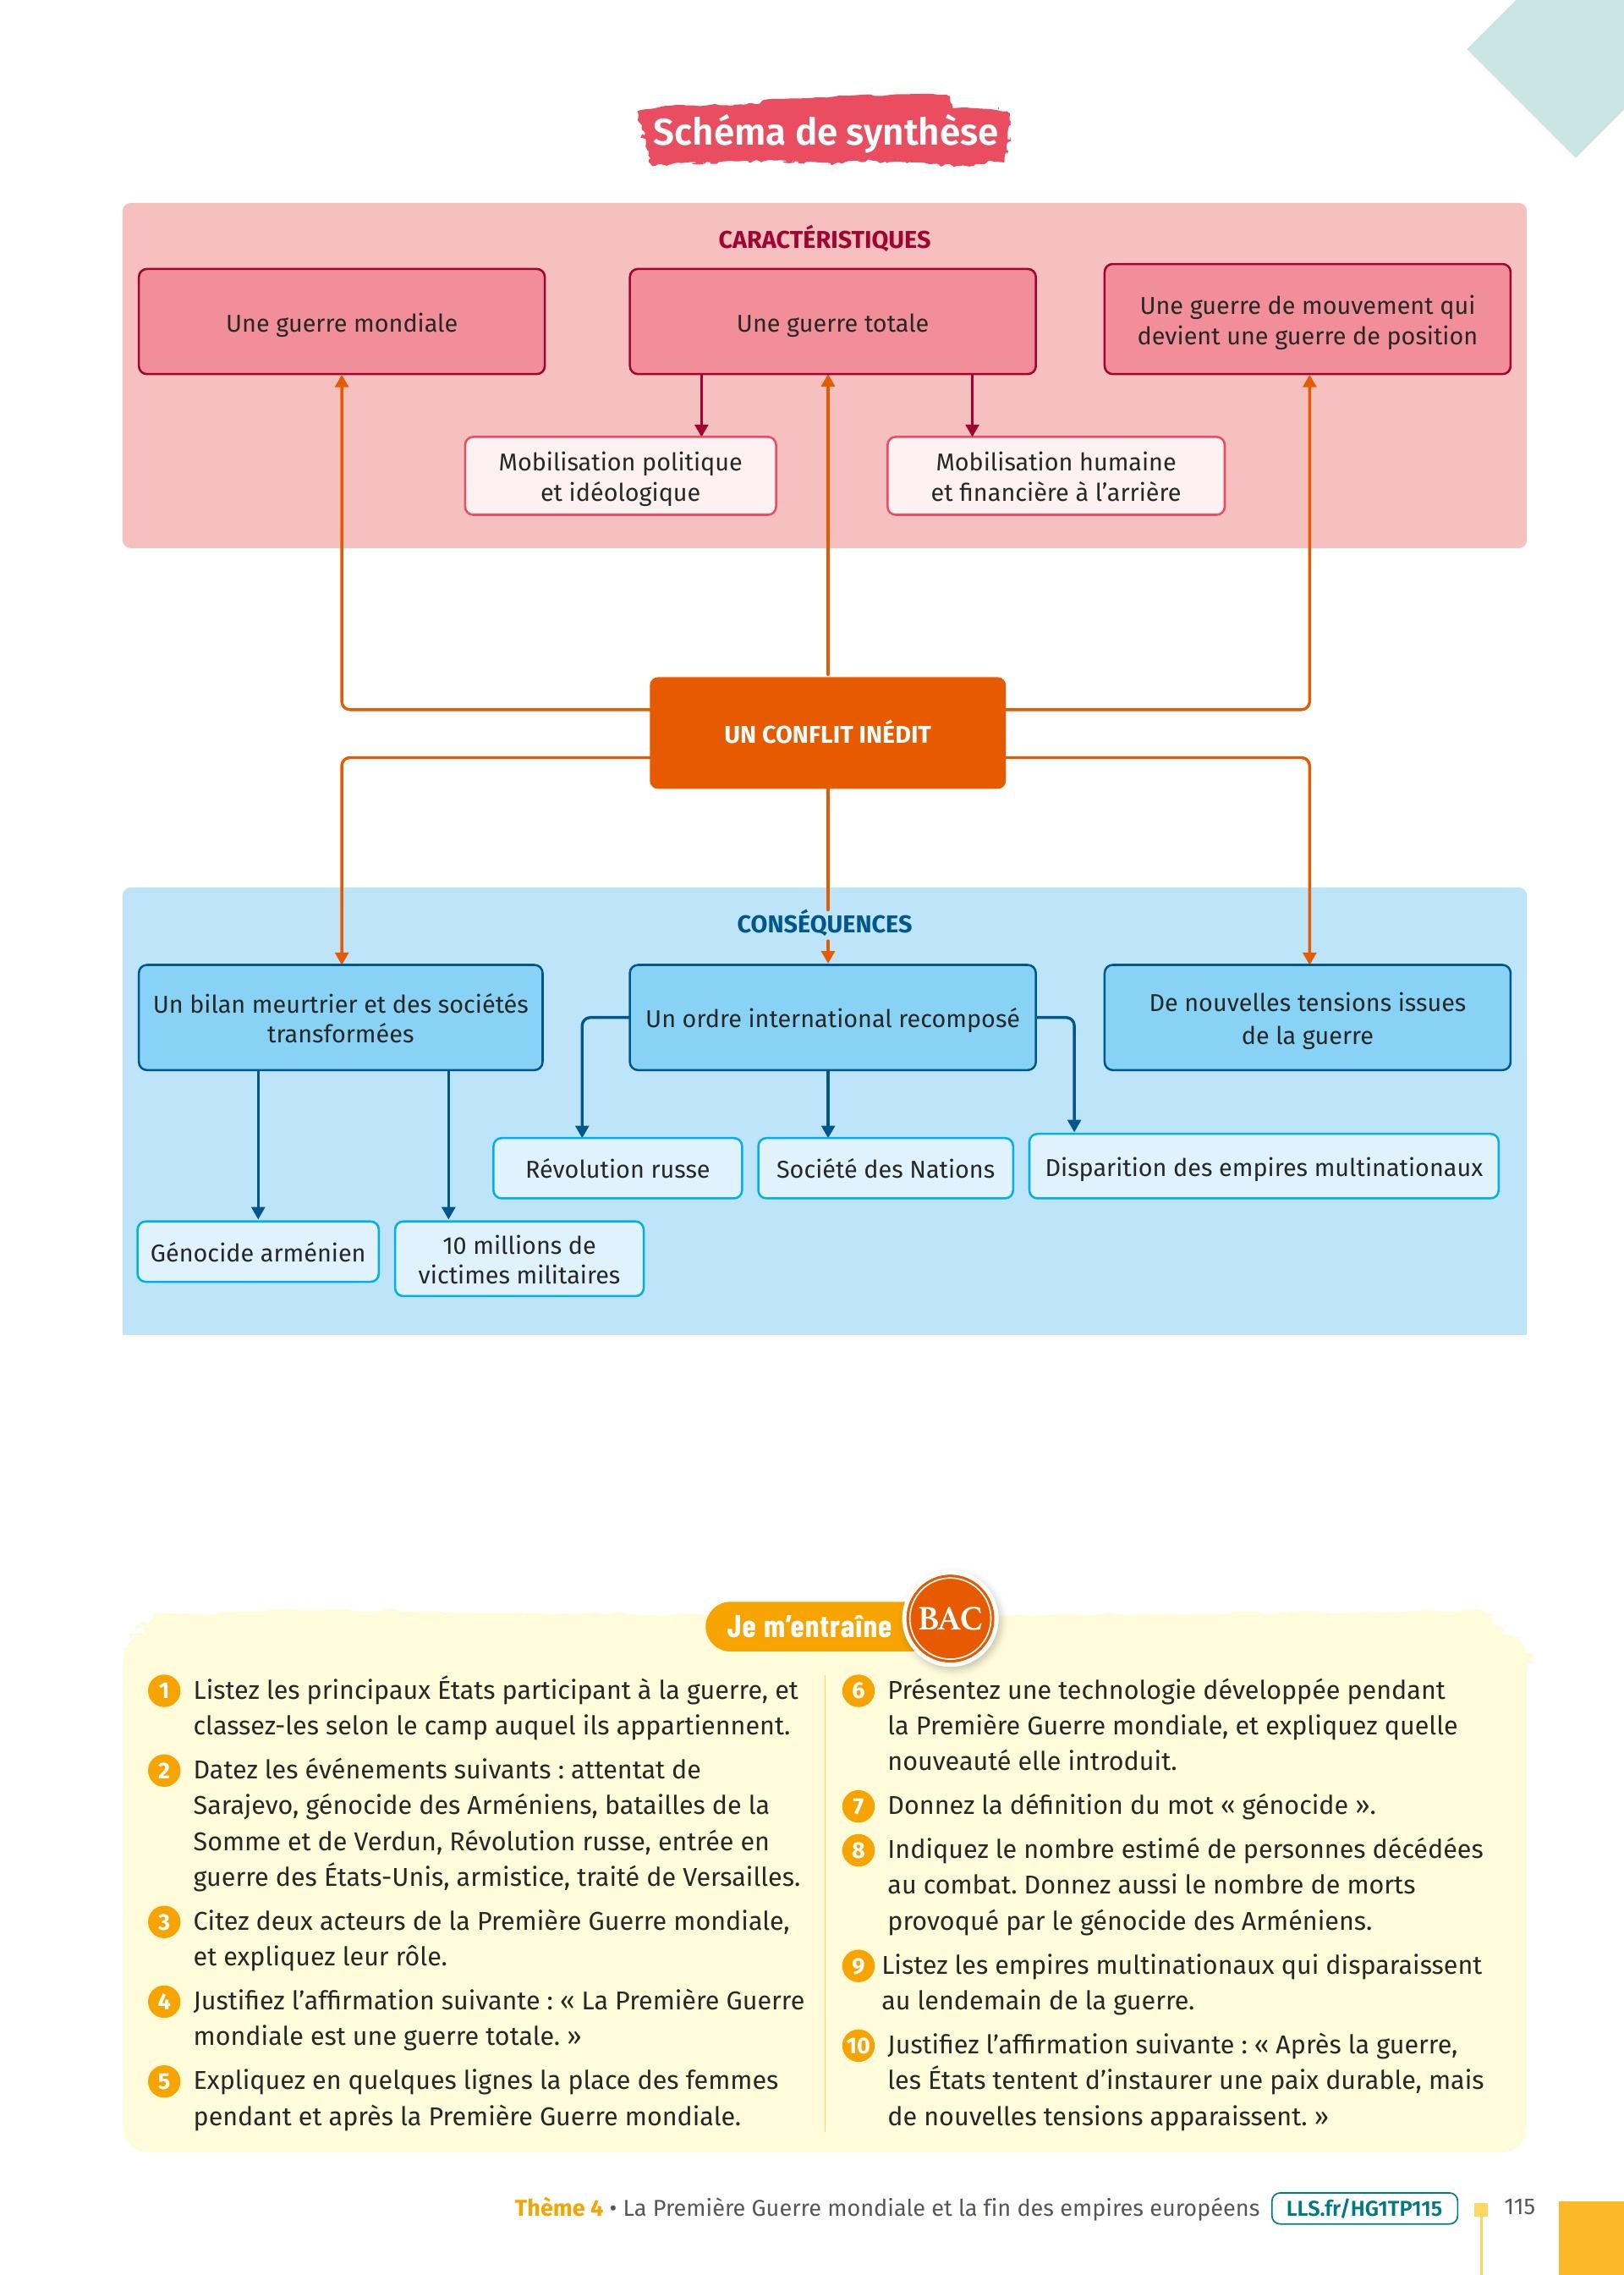 Schéma de synthèse
CARACTÉRISTIQUES
Une guerre mondiale
Une guerre totale
Une guerre de mouvement qui
devient une guerre de position
Mobilisation politique
et idéologique
Mobilisation humaine
et financière à l'arrière
UN CONFLIT INÉDIT
CONSÉQUENCES
Un bilan meurtrier et des sociétés
transformées
Un ordre international recomposé
De nouvelles tensions issues
de la guerre
Révolution russe
Société des Nations
Disparition des empires multinationaux
Génocide arménien
10 millions de
victimes militaires
Je m'entraîne BAC
1 Listez les principaux États participant à la guerre, et
classez-les selon le camp auquel ils appartiennent.
2 Datez les événements suivants : attentat de
Sarajevo, génocide des Arméniens, batailles de la
Somme et de Verdun, Révolution russe, entrée en
guerre des États-Unis, armistice, traité de Versailles.
3 Citez deux acteurs de la Première Guerre mondiale,
et expliquez leur rôle.
4 Justifiez l'affirmation suivante : « La Première Guerre
mondiale est une guerre totale. »
5 Expliquez en quelques lignes la place des femmes
pendant et après la Première Guerre mondiale.
6 Présentez une technologie développée pendant
la Première Guerre mondiale, et expliquez quelle
nouveauté elle introduit.
7 Donnez la définition du mot « génocide ».
8 Indiquez le nombre estimé de personnes décédées
au combat. Donnez aussi le nombre de morts
provoqué par le génocide des Arméniens.
9 Listez les empires multinationaux qui disparaissent
au lendemain de la guerre.
10 Justifiez l'affirmation suivante : « Après la guerre,
les États tentent d'instaurer une paix durable, mais
de nouvelles tensions apparaissent. »
Thème 4 • La Première Guerre mondiale et la fin des empires européens LLS.fr/HG1TP115 115